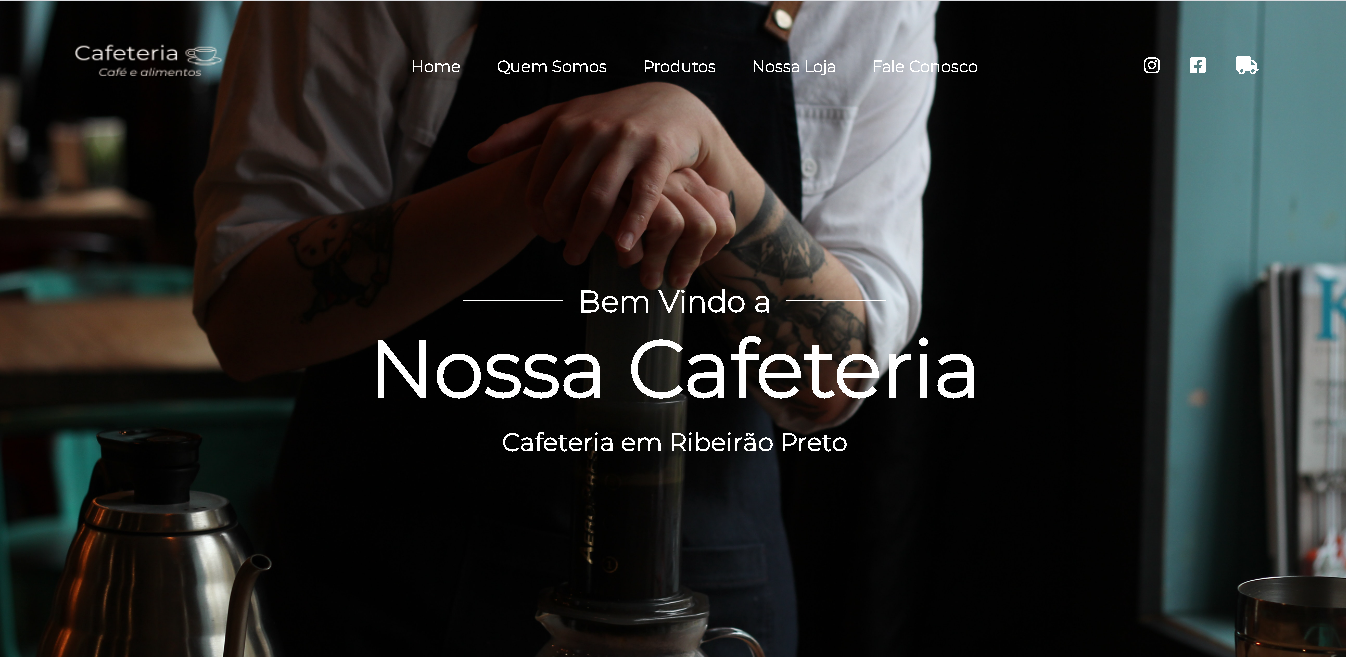 Cafeteria
Café e alimentos
Home Quem Somos Produtos Nossa Loja Fale Conosco
Bem Vindo a
Nossa Cafeteria
Cafeteria em Ribeirão Preto
K